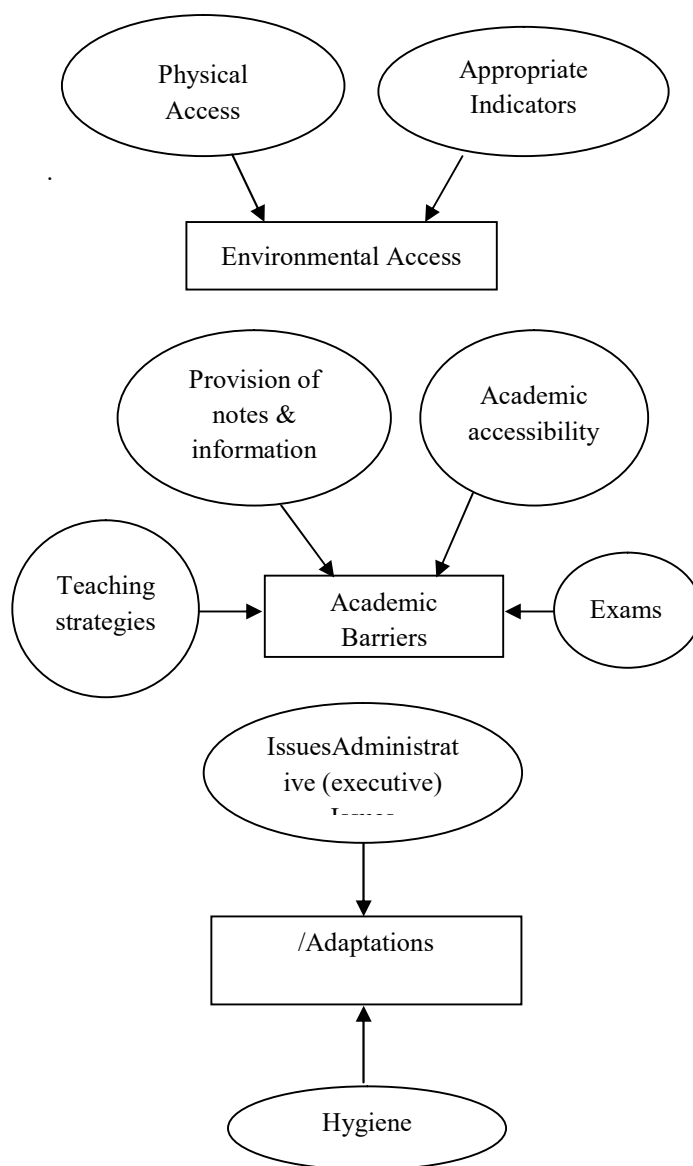 Physical
Access
Appropriate
Indicators
.
Environmental Access
Provision of
notes &
information
Academic
accessibility
Teaching
strategies
Academic
Barriers
Exams
IssuesAdministrat
ive (executive)
/Adaptations
Hygiene